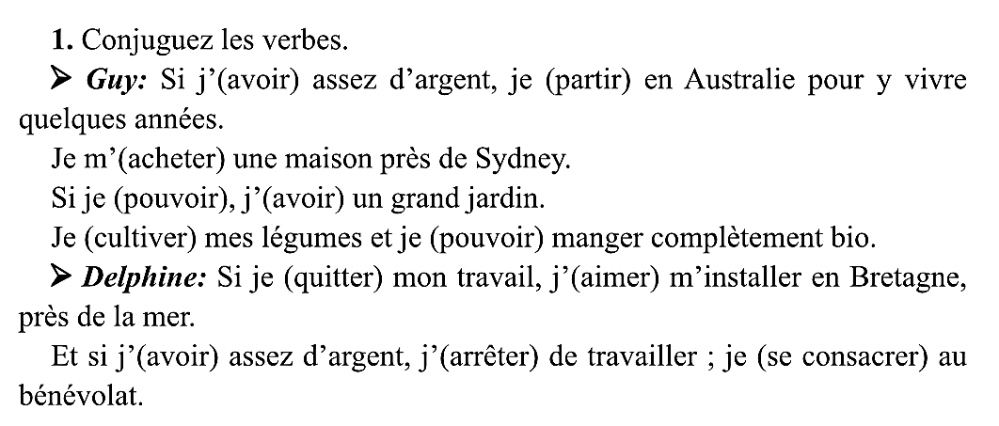 1. Conjuguez les verbes.
➢ Guy: Si j’(avoir) assez d’argent, je (partir) en Australie pour y vivre
quelques années.
Je m’(acheter) une maison près de Sydney.
Si je (pouvoir), j’(avoir) un grand jardin.
Je (cultiver) mes légumes et je (pouvoir) manger complètement bio.
➢ Delphine: Si je (quitter) mon travail, j’(aimer) m’installer en Bretagne,
près de la mer.
Et si j’(avoir) assez d’argent, j’(arrêter) de travailler ; je (se consacrer) au
bénévolat.